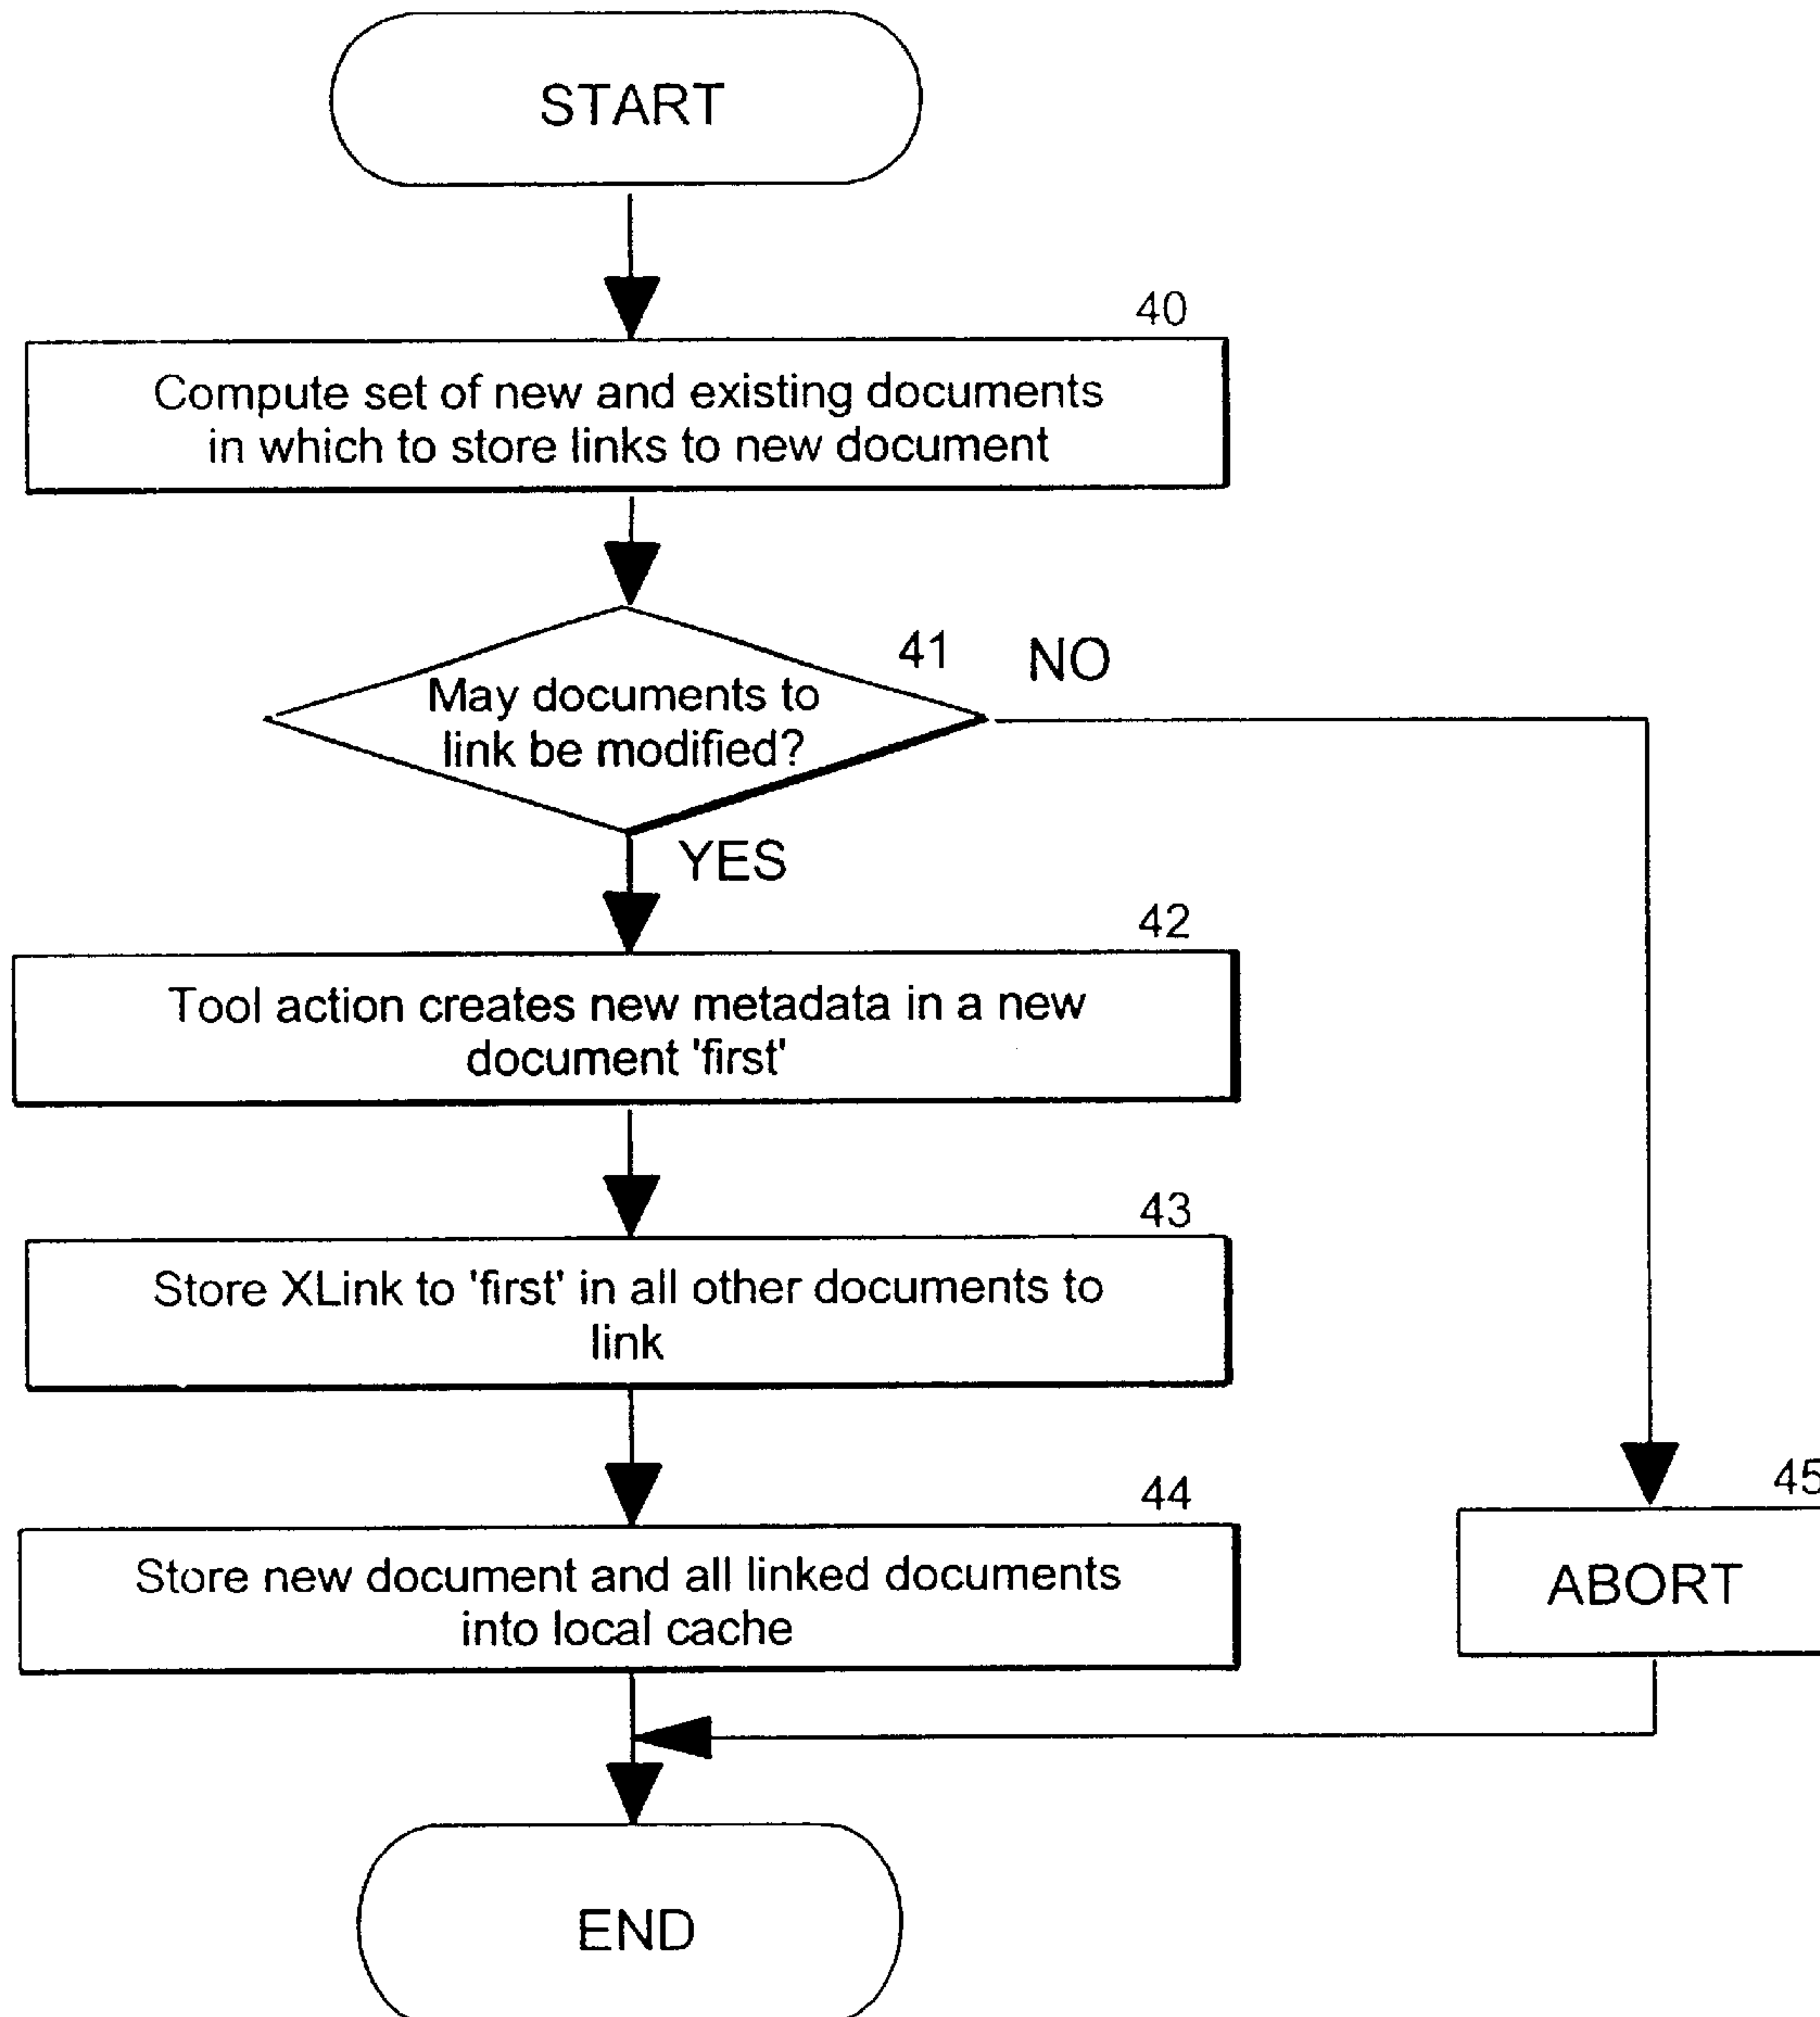 START
40
Compute set of new and existing documents
in which to store links to new document
41
NO
May documents to
link be modified?
YES
42
Tool action creates new metadata in a new
document 'first'
43
Store XLink to 'first' in all other documents to
link
44
Store new document and all linked documents
into local cache
45
ABORT
END